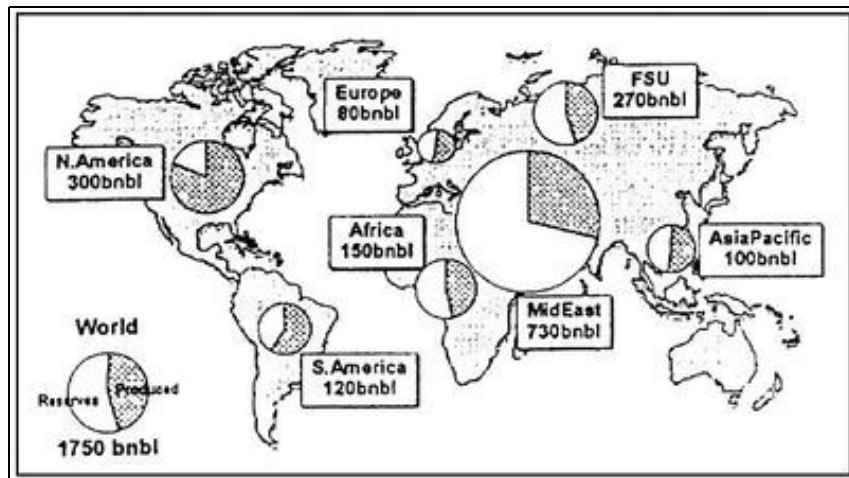 Europe
80bnbl
FSU
270bnbl
N.America
300bnbl
Africa
150bnbl
AsiaPacific
100bnbl
MidEast
730bnbl
S.America
120bnbl
World
Reserves
Produced
1750 bnbl